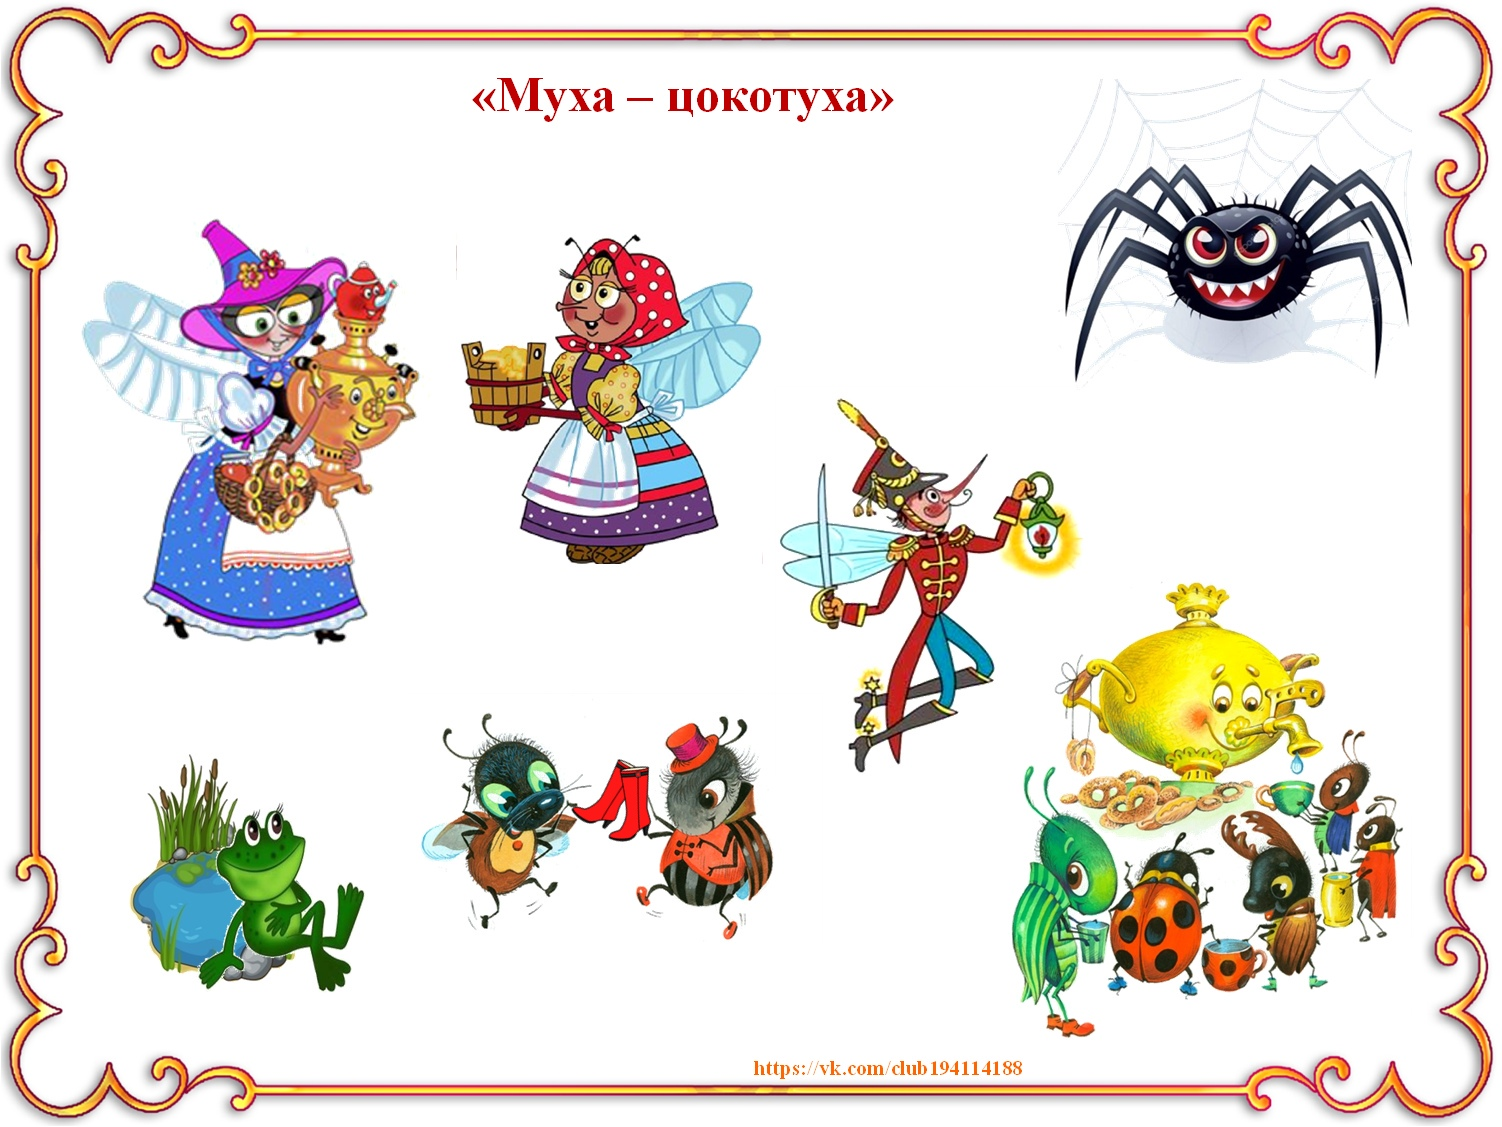 «Муха – цокотуха»
https://vk.com/club194114188